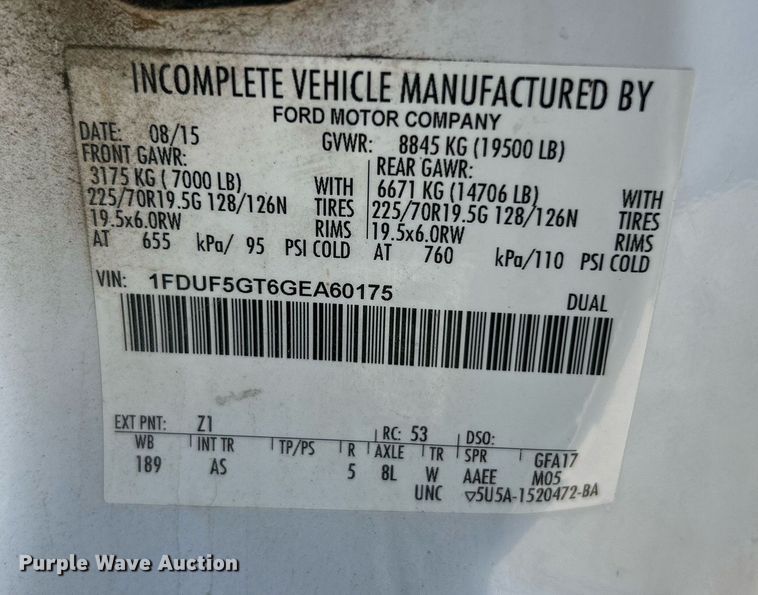 INCOMPLETE VEHICLE MANUFACTURED BY
FORD MOTOR COMPANY
DATE: 08/15 GVWR: 8845 KG (19500 LB)
FRONT GAWR: REAR GAWR:
3175 KG ( 7000 LB) WITH 6671 KG (14706 LB) WITH
225/70R19.5G 128/126N TIRES 225/70R19.5G 128/126N TIRES
19.5x6.0RW RIMS 19.5x6.0RW RIMS
AT 655 kPa/ 95 PSI COLD AT 760 kPa/110 PSI COLD
VIN: 1FDUF5GT6GEA60175 DUAL
EXT PNT: Z1 RC: 53 DSO:
WB INT TR TP/PS R AXLE TR SPR GFA17
189 AS 5 8L W AAEE M05
UNC ▽5U5A-1520472-BA
Purple Wave Auction